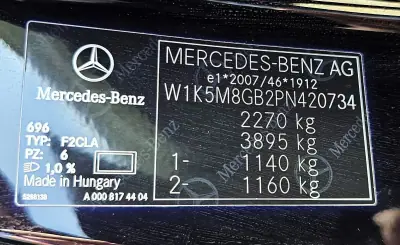 MERCEDES-BENZ AG
e1*2007/46*1912
W1K5M8GB2PN420734
2270 kg
3895 kg
1- 1140 kg
2- 1160 kg
Mercedes-Benz
696
TYP: F2CLA
PZ: 6
1,0 %
Made in Hungary
A 000 817 44 04